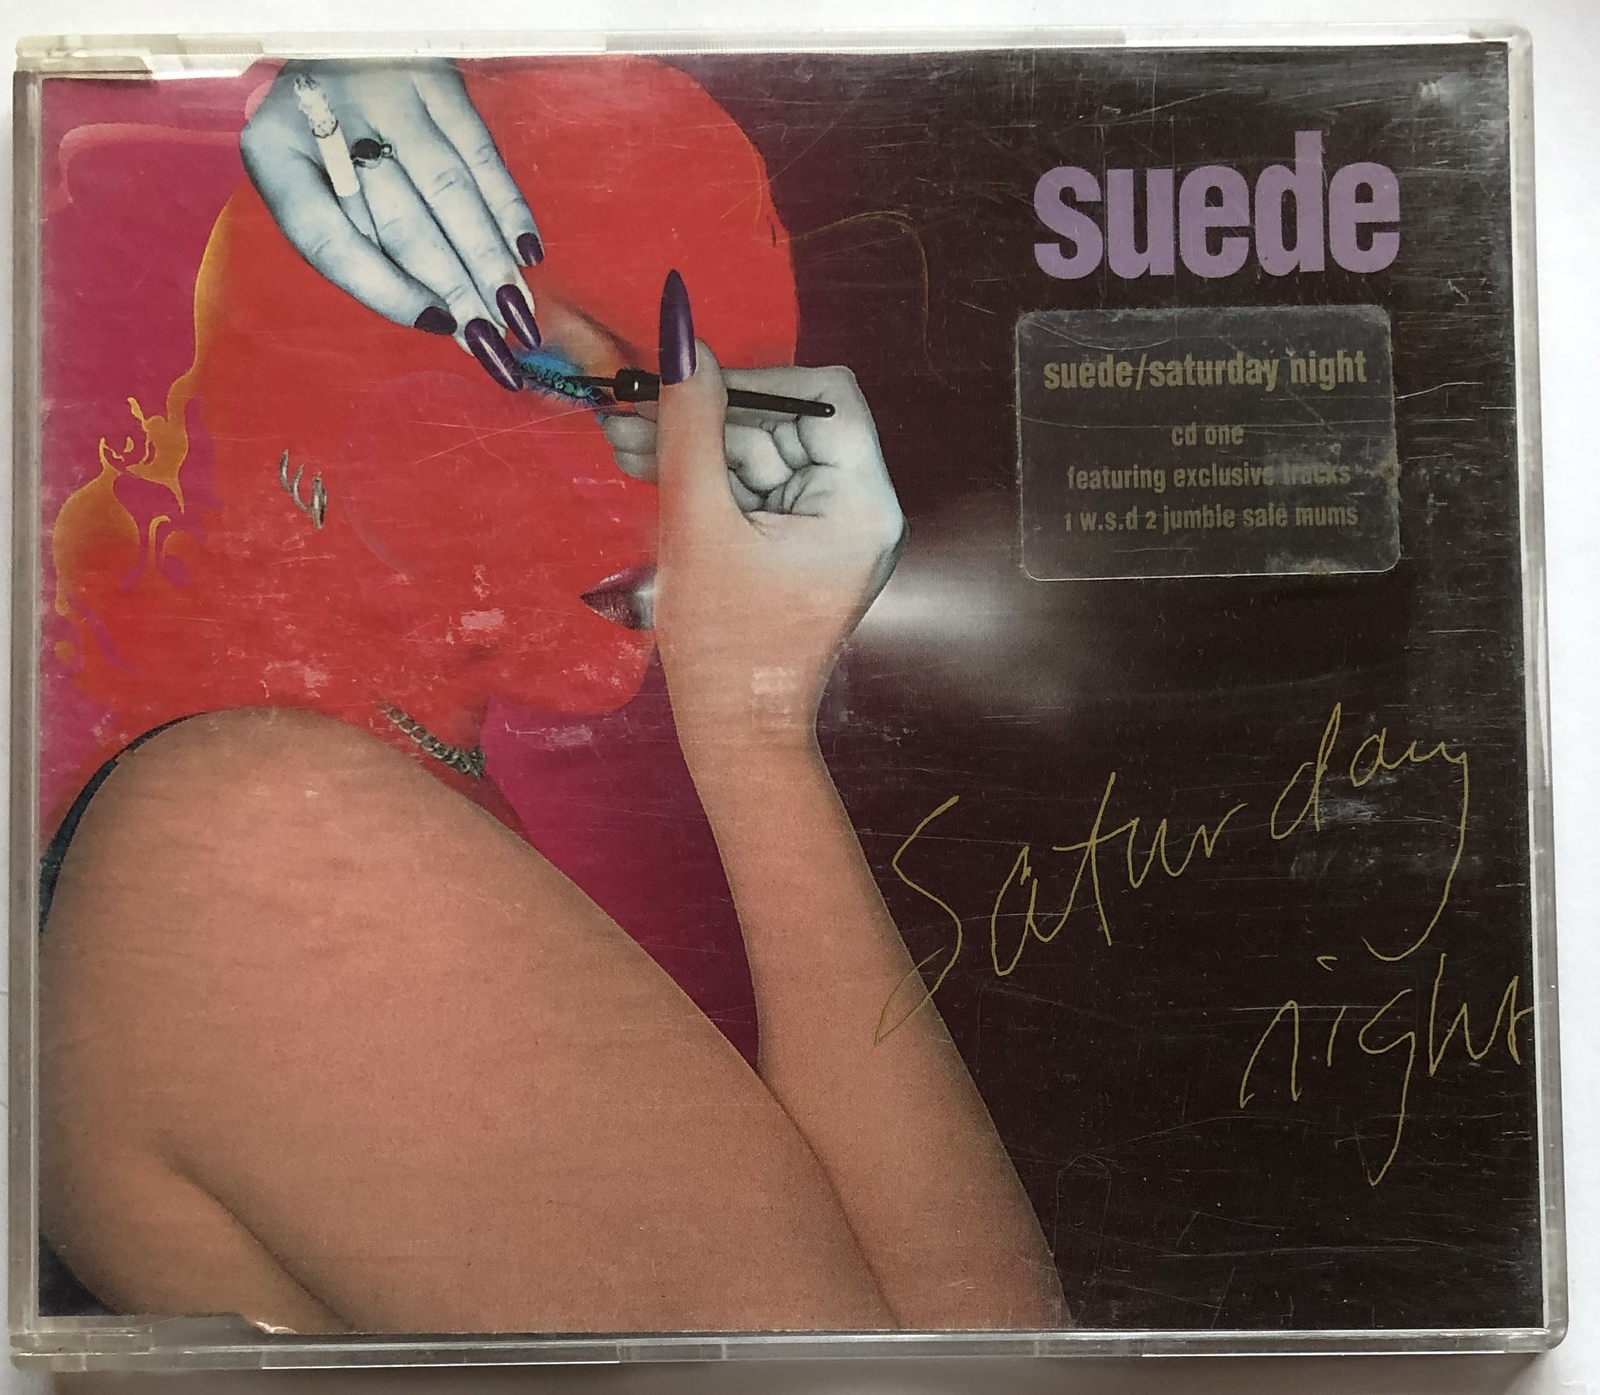 suede
suede/saturday night
cd one
featuring exclusive tracks
1 w.s.d 2 jumble sale mums
Saturday
night